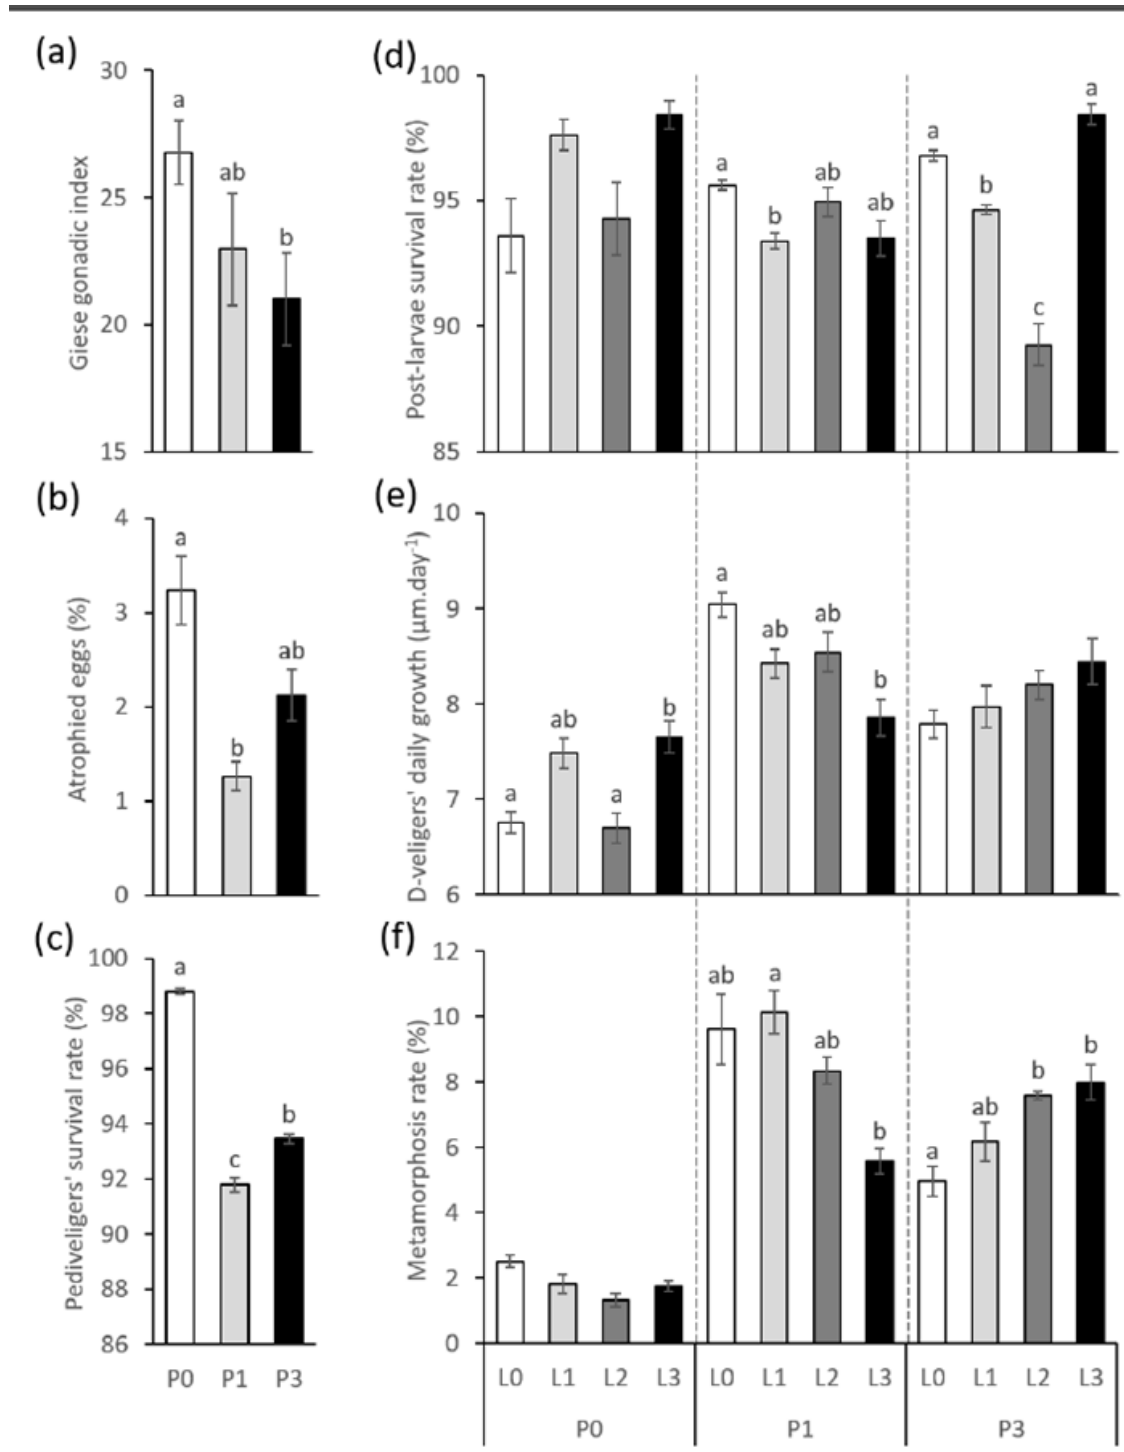 (a)
Giese gonadic index
30
25
20
15
a
ab
b
(b)
Atrophied eggs (%)
4
3
2
1
0
a
b
ab
(c)
Pediveligers' survival rate (%)
100
98
96
94
92
90
88
86
a
c
b
P0 P1 P3
(d)
Post-larvae survival rate (%)
100
95
90
85
a
b
ab
ab
a
b
c
a
(e)
D-veligers' daily growth (µm.day⁻¹)
10
9
8
7
6
a
ab
a
b
a
ab
ab
b
(f)
Metamorphosis rate (%)
12
10
8
6
4
2
0
ab
a
ab
b
a
ab
b
b
L0 L1 L2 L3 L0 L1 L2 L3 L0 L1 L2 L3
P0 P1 P3